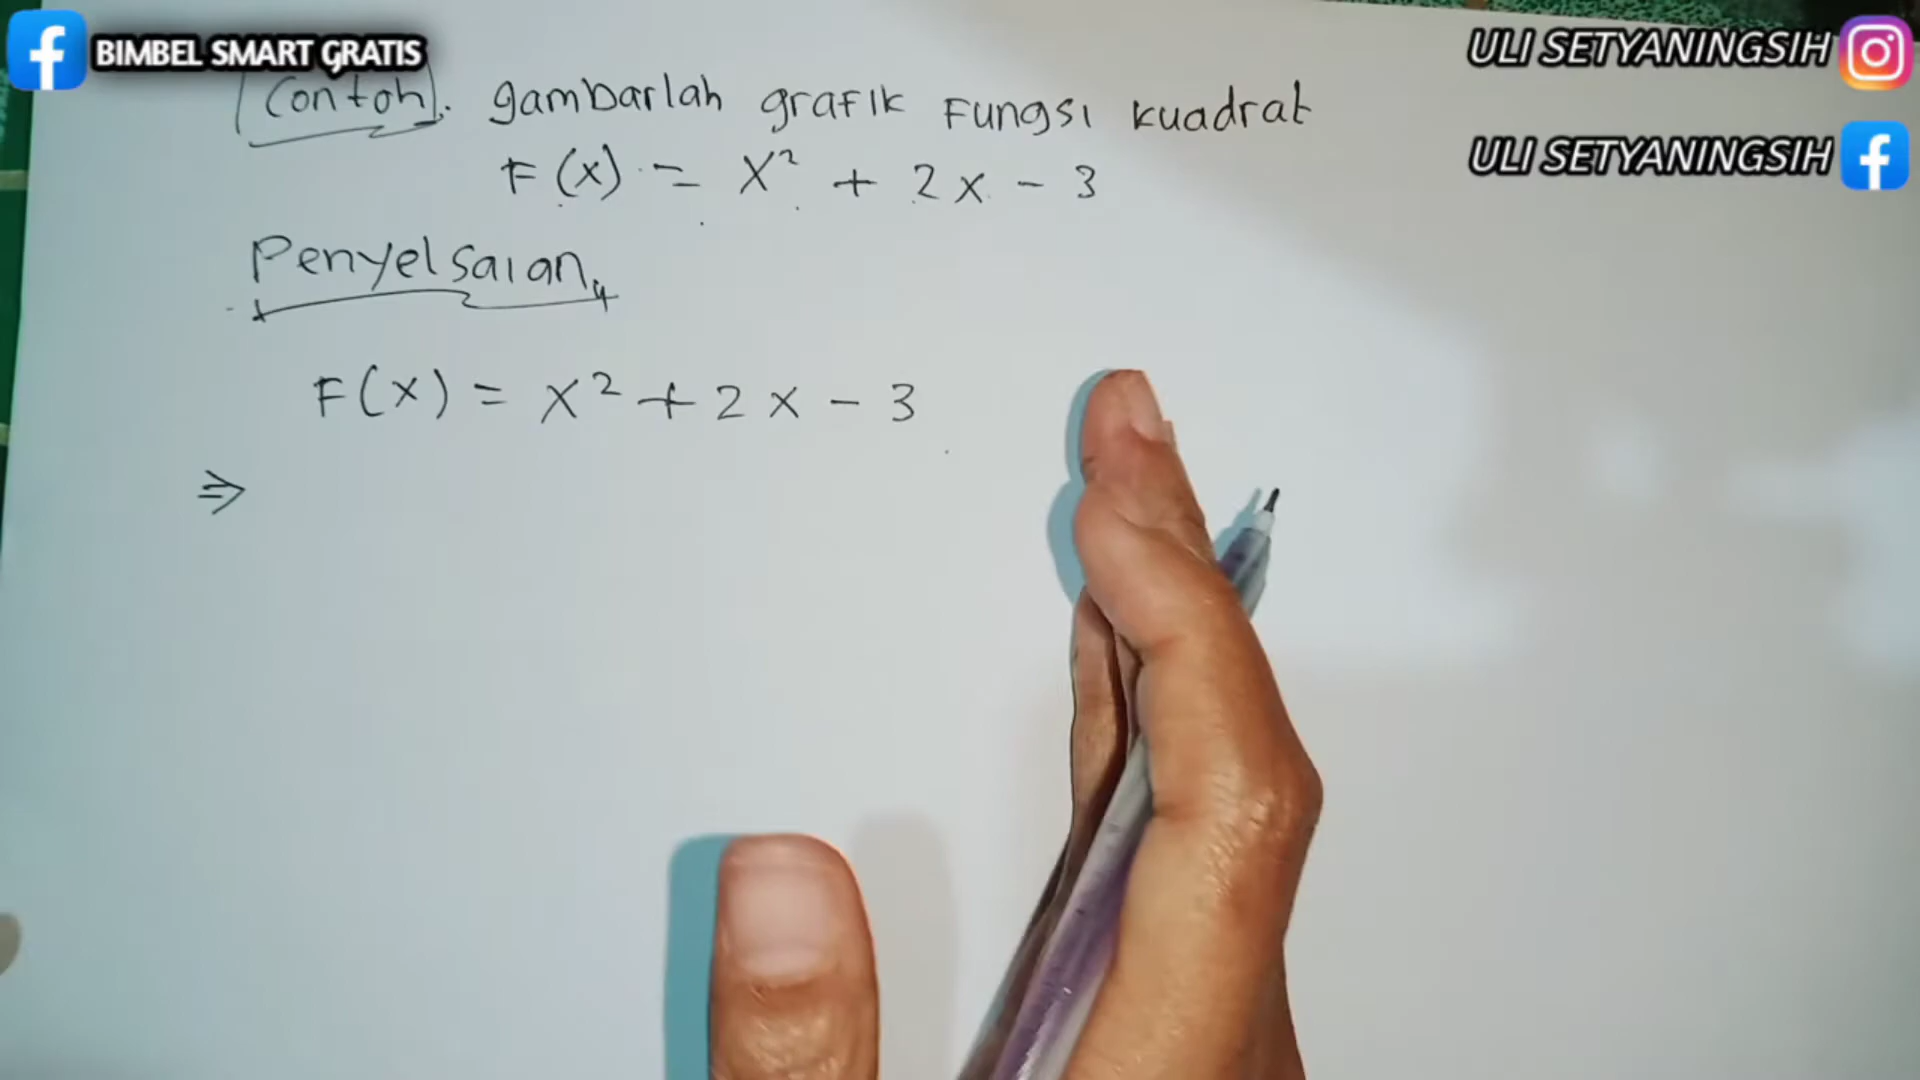 BIMBEL SMART GRATIS
ULI SETYANINGSIH
ULI SETYANINGSIH
Contoh. gambarlah grafik Fungsi kuadrat
F(x) = x² + 2x - 3
Penyelsaian
F(x) = x² + 2x - 3
⇒